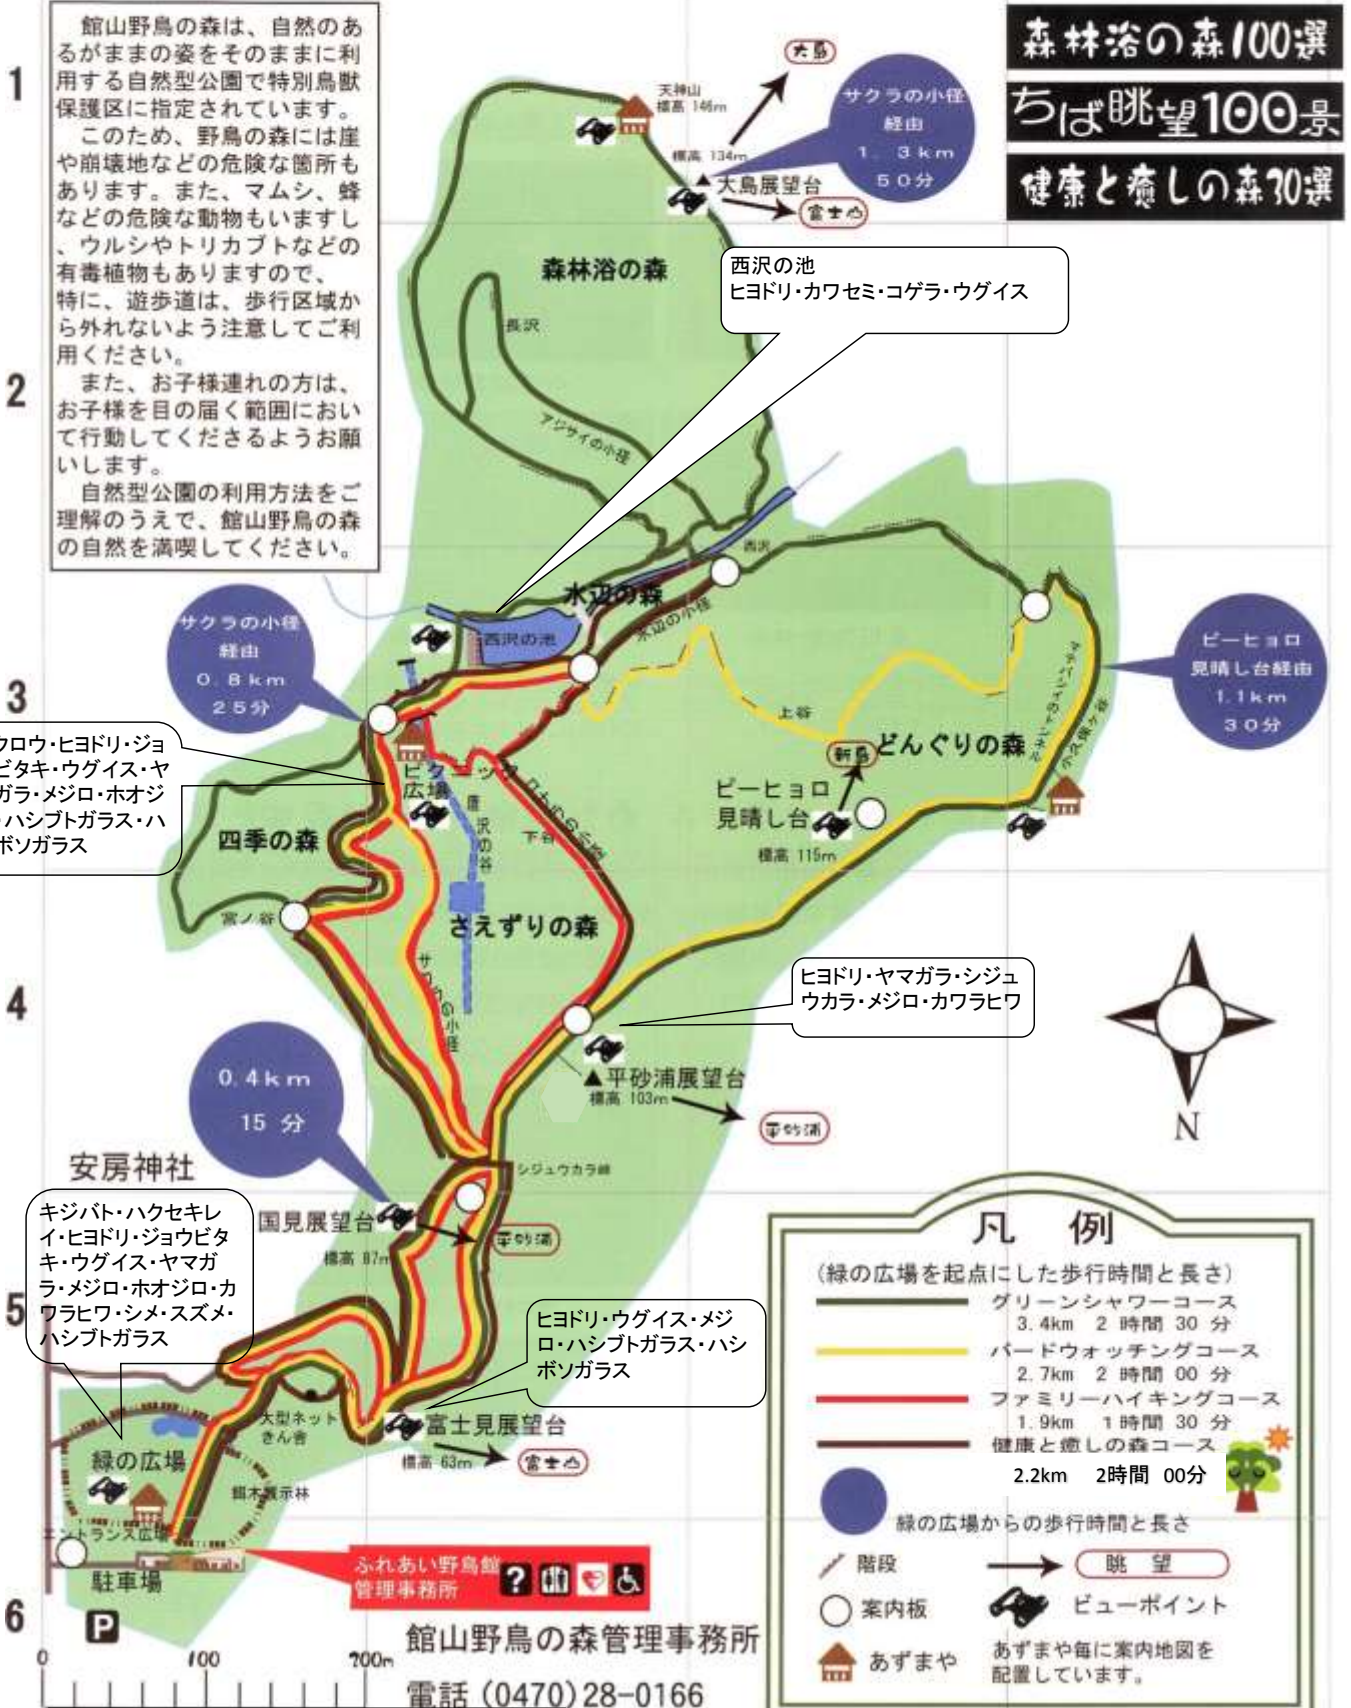 館山野鳥の森は、自然のあ
るがままの姿をそのままに利
用する自然型公園で特別鳥獣
保護区に指定されています。
このため、野鳥の森には崖
や崩壊地などの危険な箇所も
あります。また、マムシ、蜂
などの危険な動物もいますし
、ウルシやトリカブトなどの
有毒植物もありますので、
特に、遊歩道は、歩行区域か
ら外れないよう注意してご利
用ください。
また、お子様連れの方は、
お子様を目の届く範囲におい
て行動してくださるようお願
いします。
自然型公園の利用方法をご
理解のうえで、館山野鳥の森
の自然を満喫してください。
森林浴の森100選
ちば眺望100景
健康と癒しの森30選
1
2
3
4
5
6
大島
天神山
標高 146m
サクラの小径
経由
1.3km
50分
標高 134m
▲大島展望台
富士山
森林浴の森
西沢の池
ヒヨドリ・カワセミ・コゲラ・ウグイス
長沢
アジサイの小径
西沢
水辺の森
西沢の池
水辺の小径
サクラの小径
経由
0.8km
25分
ピーヒョロ
見晴し台経由
1.1km
30分
マテバシイのトンネル
上谷
新島
どんぐりの森
ピーヒョロ
見晴し台
標高 115m
クロウ・ヒヨドリ・ジョ
ビタキ・ウグイス・ヤ
ガラ・メジロ・ホオジ
・ハシブトガラス・ハ
ボソガラス
ピクニック
広場
唐沢の谷
下谷
四季の森
宮ノ谷
さえずりの森
サクラの小径
ヒヨドリ・ヤマガラ・シジュ
ウカラ・メジロ・カワラヒワ
▲平砂浦展望台
標高 103m
平砂浦
N
0.4km
15 分
安房神社
シジュウカラ峠
キジバト・ハクセキレ
イ・ヒヨドリ・ジョウビタ
キ・ウグイス・ヤマガ
ラ・メジロ・ホオジロ・カ
ワラヒワ・シメ・スズメ・
ハシブトガラス
国見展望台
標高 87m
平砂浦
ヒヨドリ・ウグイス・メジ
ロ・ハシブトガラス・ハシ
ボソガラス
大型ネット
きん舎
富士見展望台
標高 63m
富士山
緑の広場
餌木展示林
エントランス広場
駐車場
P
ふれあい野鳥館
管理事務所
?
館山野鳥の森管理事務所
電話 (0470)28-0166
0 100 200m
凡 例
(緑の広場を起点にした歩行時間と長さ)
グリーンシャワーコース
3.4km 2 時間 30 分
バードウォッチングコース
2.7km 2 時間 00 分
ファミリーハイキングコース
1.9km 1 時間 30 分
健康と癒しの森コース
2.2km 2時間 00分
緑の広場からの歩行時間と長さ
階段
眺 望
案内板
ビューポイント
あずまや
あずまや毎に案内地図を
配置しています。